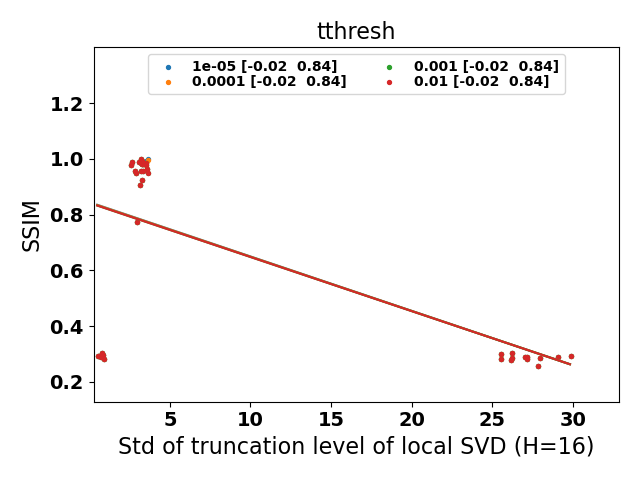 tthresh
1e-05 [-0.02  0.84]
0.0001 [-0.02  0.84]
0.001 [-0.02  0.84]
0.01 [-0.02  0.84]
SSIM
1.2
1.0
0.8
0.6
0.4
0.2
5 10 15 20 25 30
Std of truncation level of local SVD (H=16)